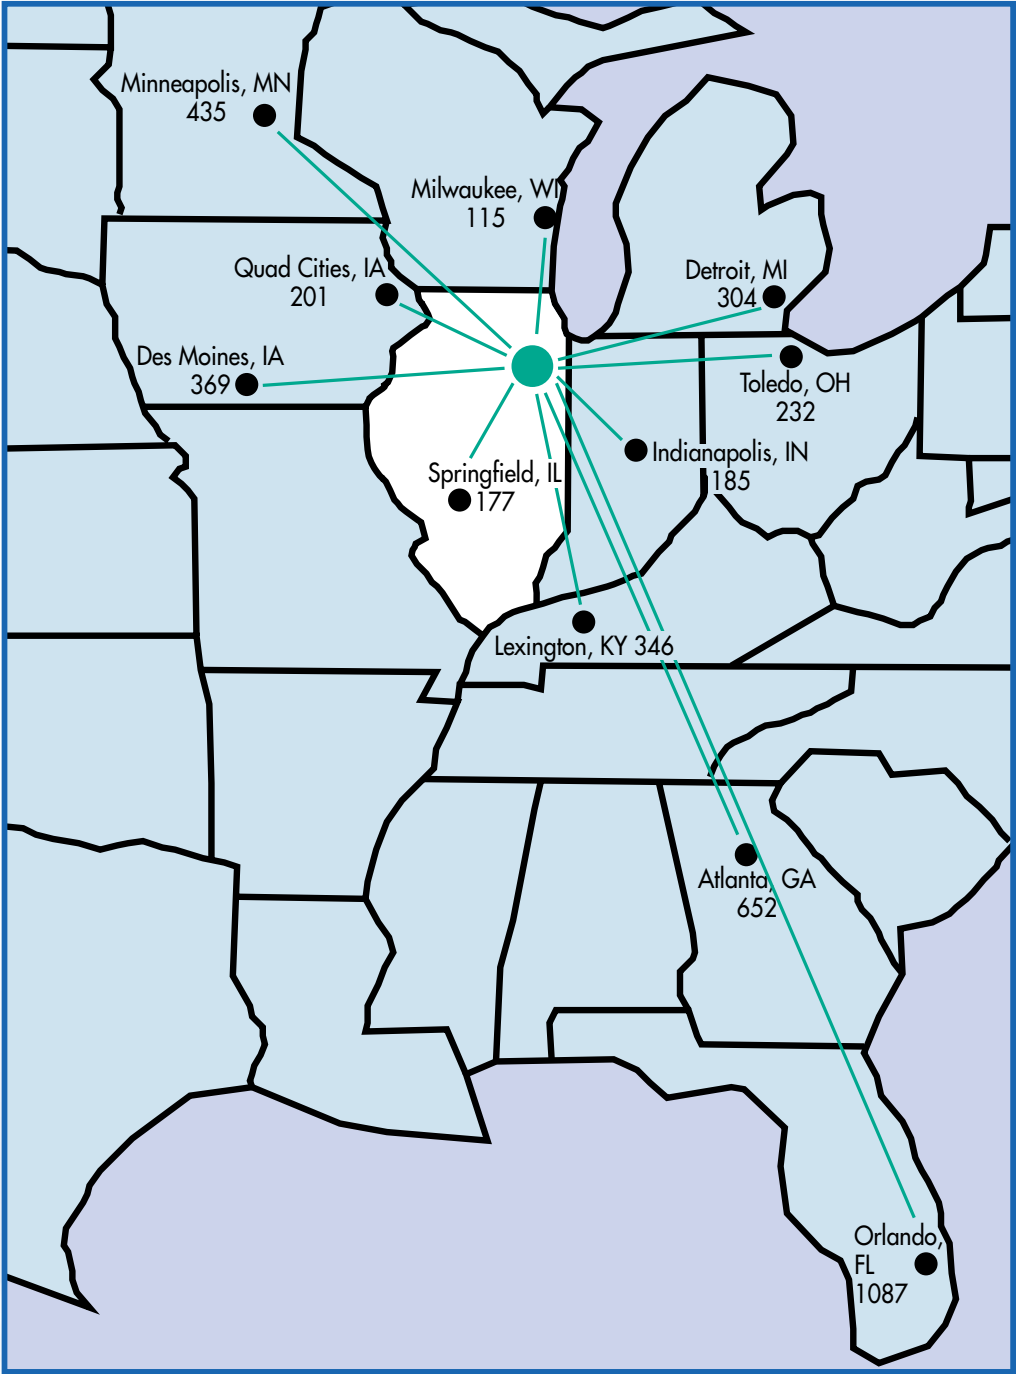 Minneapolis, MN
435
Milwaukee, WI
115
Quad Cities, IA
201
Detroit, MI
304
Des Moines, IA
369
Toledo, OH
232
Indianapolis, IN
185
Springfield, IL
177
Lexington, KY 346
Atlanta, GA
652
Orlando,
FL
1087